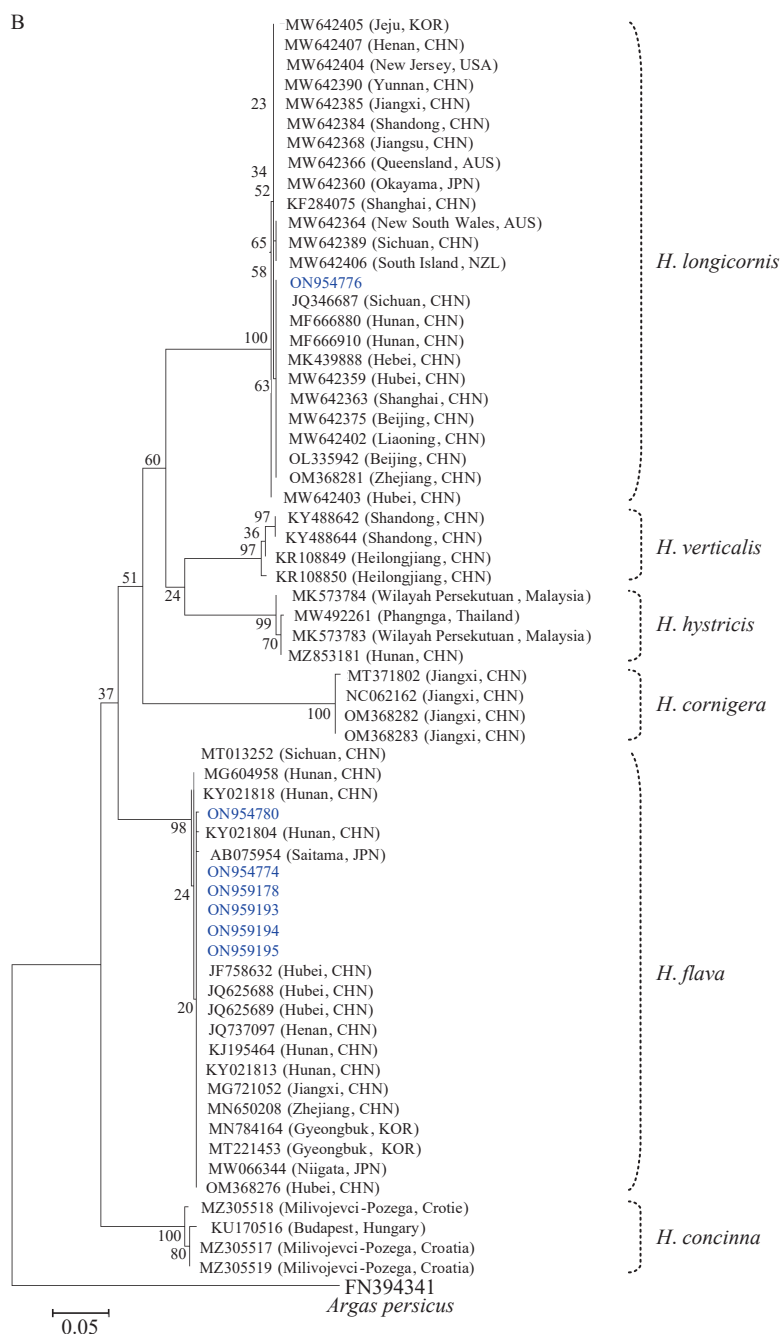 B
MW642405 (Jeju, KOR)
MW642407 (Henan, CHN)
MW642404 (New Jersey, USA)
MW642390 (Yunnan, CHN)
23
MW642385 (Jiangxi, CHN)
MW642384 (Shandong, CHN)
MW642368 (Jiangsu, CHN)
34
MW642366 (Queensland, AUS)
52
MW642360 (Okayama, JPN)
KF284075 (Shanghai, CHN)
MW642364 (New South Wales, AUS)
65
MW642389 (Sichuan, CHN)
H. longicornis
58
MW642406 (South Island, NZL)
ON954776
JQ346687 (Sichuan, CHN)
MF666880 (Hunan, CHN)
100
MF666910 (Hunan, CHN)
MK439888 (Hebei, CHN)
63
MW642359 (Hubei, CHN)
MW642363 (Shanghai, CHN)
MW642375 (Beijing, CHN)
MW642402 (Liaoning, CHN)
60
OL335942 (Beijing, CHN)
OM368281 (Zhejiang, CHN)
MW642403 (Hubei, CHN)
97
KY488642 (Shandong, CHN)
36
KY488644 (Shandong, CHN)
H. verticalis
97
KR108849 (Heilongjiang, CHN)
51
KR108850 (Heilongjiang, CHN)
24
MK573784 (Wilayah Persekutuan, Malaysia)
99
MW492261 (Phangnga, Thailand)
H. hystricis
70
MK573783 (Wilayah Persekutuan, Malaysia)
MZ853181 (Hunan, CHN)
MT371802 (Jiangxi, CHN)
37
NC062162 (Jiangxi, CHN)
H. cornigera
100
OM368282 (Jiangxi, CHN)
OM368283 (Jiangxi, CHN)
MT013252 (Sichuan, CHN)
MG604958 (Hunan, CHN)
KY021818 (Hunan, CHN)
ON954780
98
KY021804 (Hunan, CHN)
AB075954 (Saitama, JPN)
ON954774
24
ON959178
ON959193
ON959194
ON959195
JF758632 (Hubei, CHN)
H. flava
JQ625688 (Hubei, CHN)
20
JQ625689 (Hubei, CHN)
JQ737097 (Henan, CHN)
KJ195464 (Hunan, CHN)
KY021813 (Hunan, CHN)
MG721052 (Jiangxi, CHN)
MN650208 (Zhejiang, CHN)
MN784164 (Gyeongbuk, KOR)
MT221453 (Gyeongbuk, KOR)
MW066344 (Niigata, JPN)
OM368276 (Hubei, CHN)
MZ305518 (Milivojevci-Pozega, Crotie)
100
KU170516 (Budapest, Hungary)
H. concinna
80
MZ305517 (Milivojevci-Pozega, Croatia)
MZ305519 (Milivojevci-Pozega, Croatia)
FN394341
Argas persicus
0.05